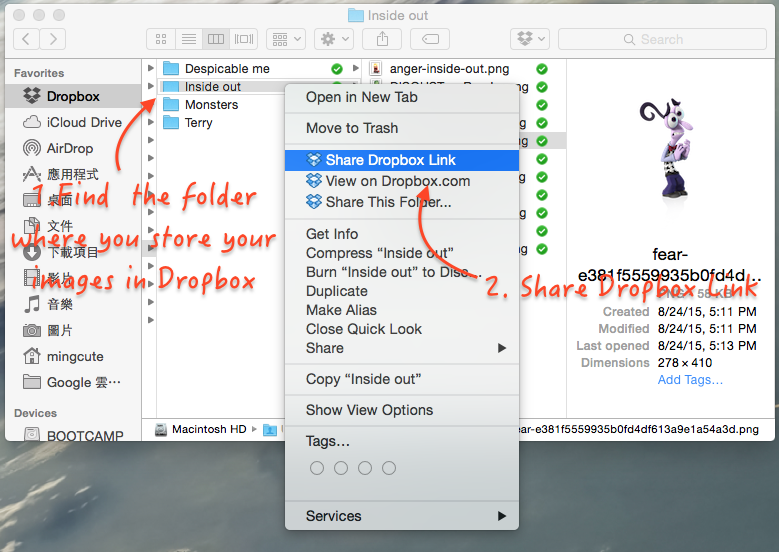 Inside out
Search
Favorites
Dropbox
iCloud Drive
AirDrop
應用程式
桌面
文件
下載項目
影片
音樂
圖片
mingcute
Google 雲…
Devices
BOOTCAMP
Despicable me
Inside out
Monsters
Terry
anger-inside-out.png
Open in New Tab
Move to Trash
Share Dropbox Link
View on Dropbox.com
Share This Folder...
Get Info
Compress “Inside out”
Burn “Inside out” to Disc…
Duplicate
Make Alias
Close Quick Look
Share
Copy “Inside out”
Show View Options
Tags…
Services
fear-
e381f5559935b0fd4d…
PNG - 58 KB
Created 8/24/15, 5:11 PM
Modified 8/24/15, 5:11 PM
Last opened 8/24/15, 5:13 PM
Dimensions 278 × 410
Add Tags…
Macintosh HD
ear-e381f5559935b0fd4df613a9e1a54a3d.png
1. Find the folder
where you store your
images in Dropbox
2. Share Dropbox Link